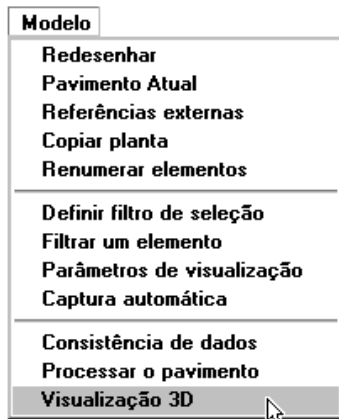 Modelo
Redesenhar
Pavimento Atual
Referências externas
Copiar planta
Renumerar elementos
Definir filtro de seleção
Filtrar um elemento
Parâmetros de visualização
Captura automática
Consistência de dados
Processar o pavimento
Visualização 3D